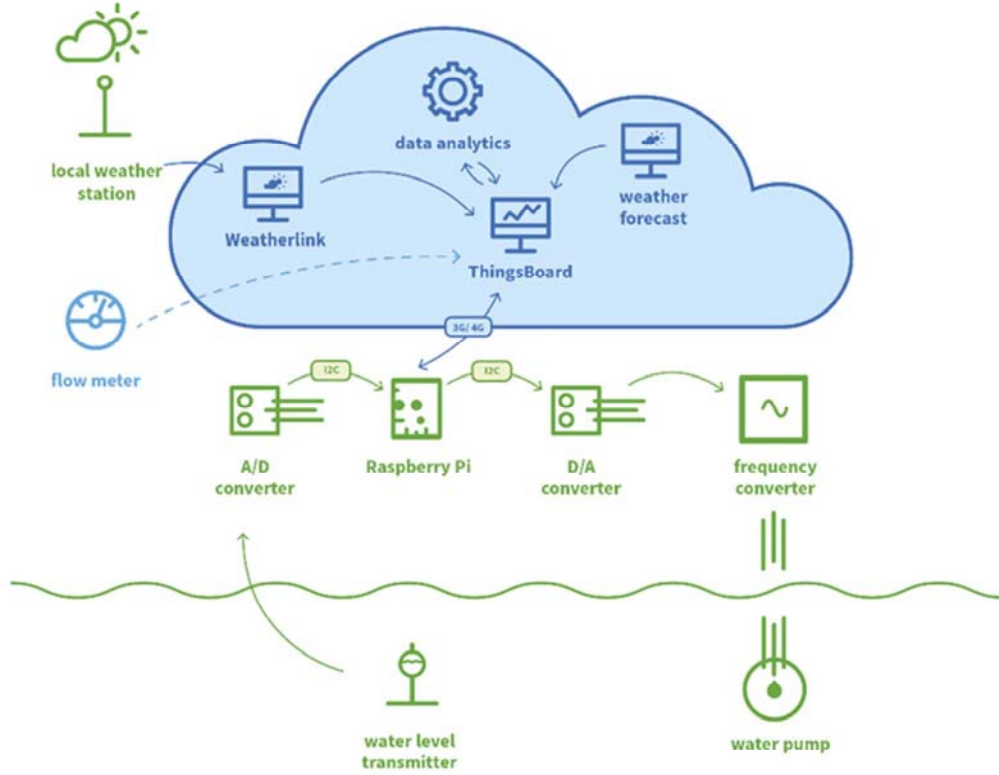 data analytics
local weather
station
weather
forecast
Weatherlink
ThingsBoard
3G/ 4G
flow meter
I2C
I2C
A/D
converter
Raspberry Pi
D/A
converter
frequency
converter
water level
transmitter
water pump